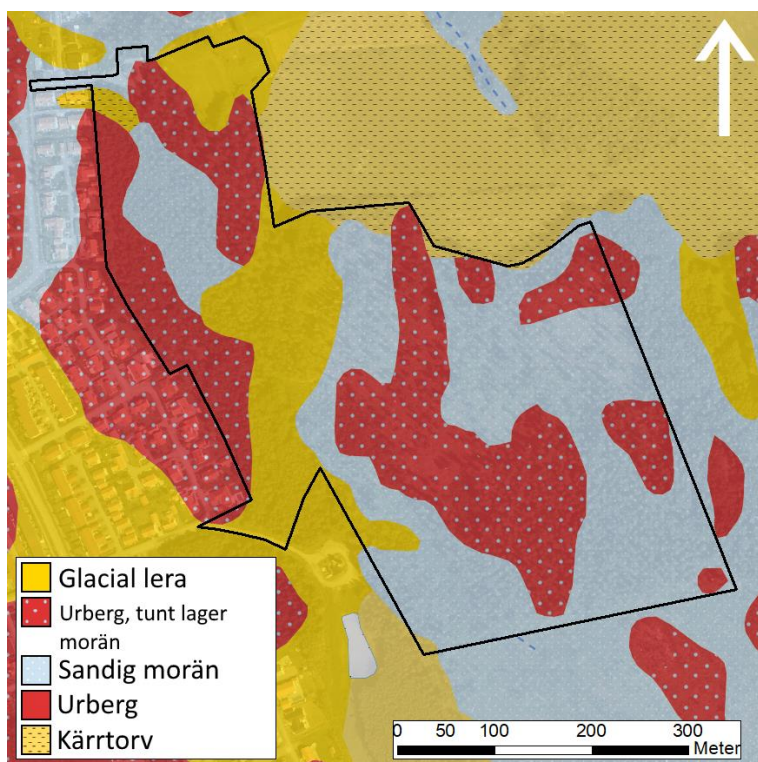 Glacial lera
Urberg, tunt lager
morän
Sandig morän
Urberg
Kärrtorv
0 50 100 200 300
Meter